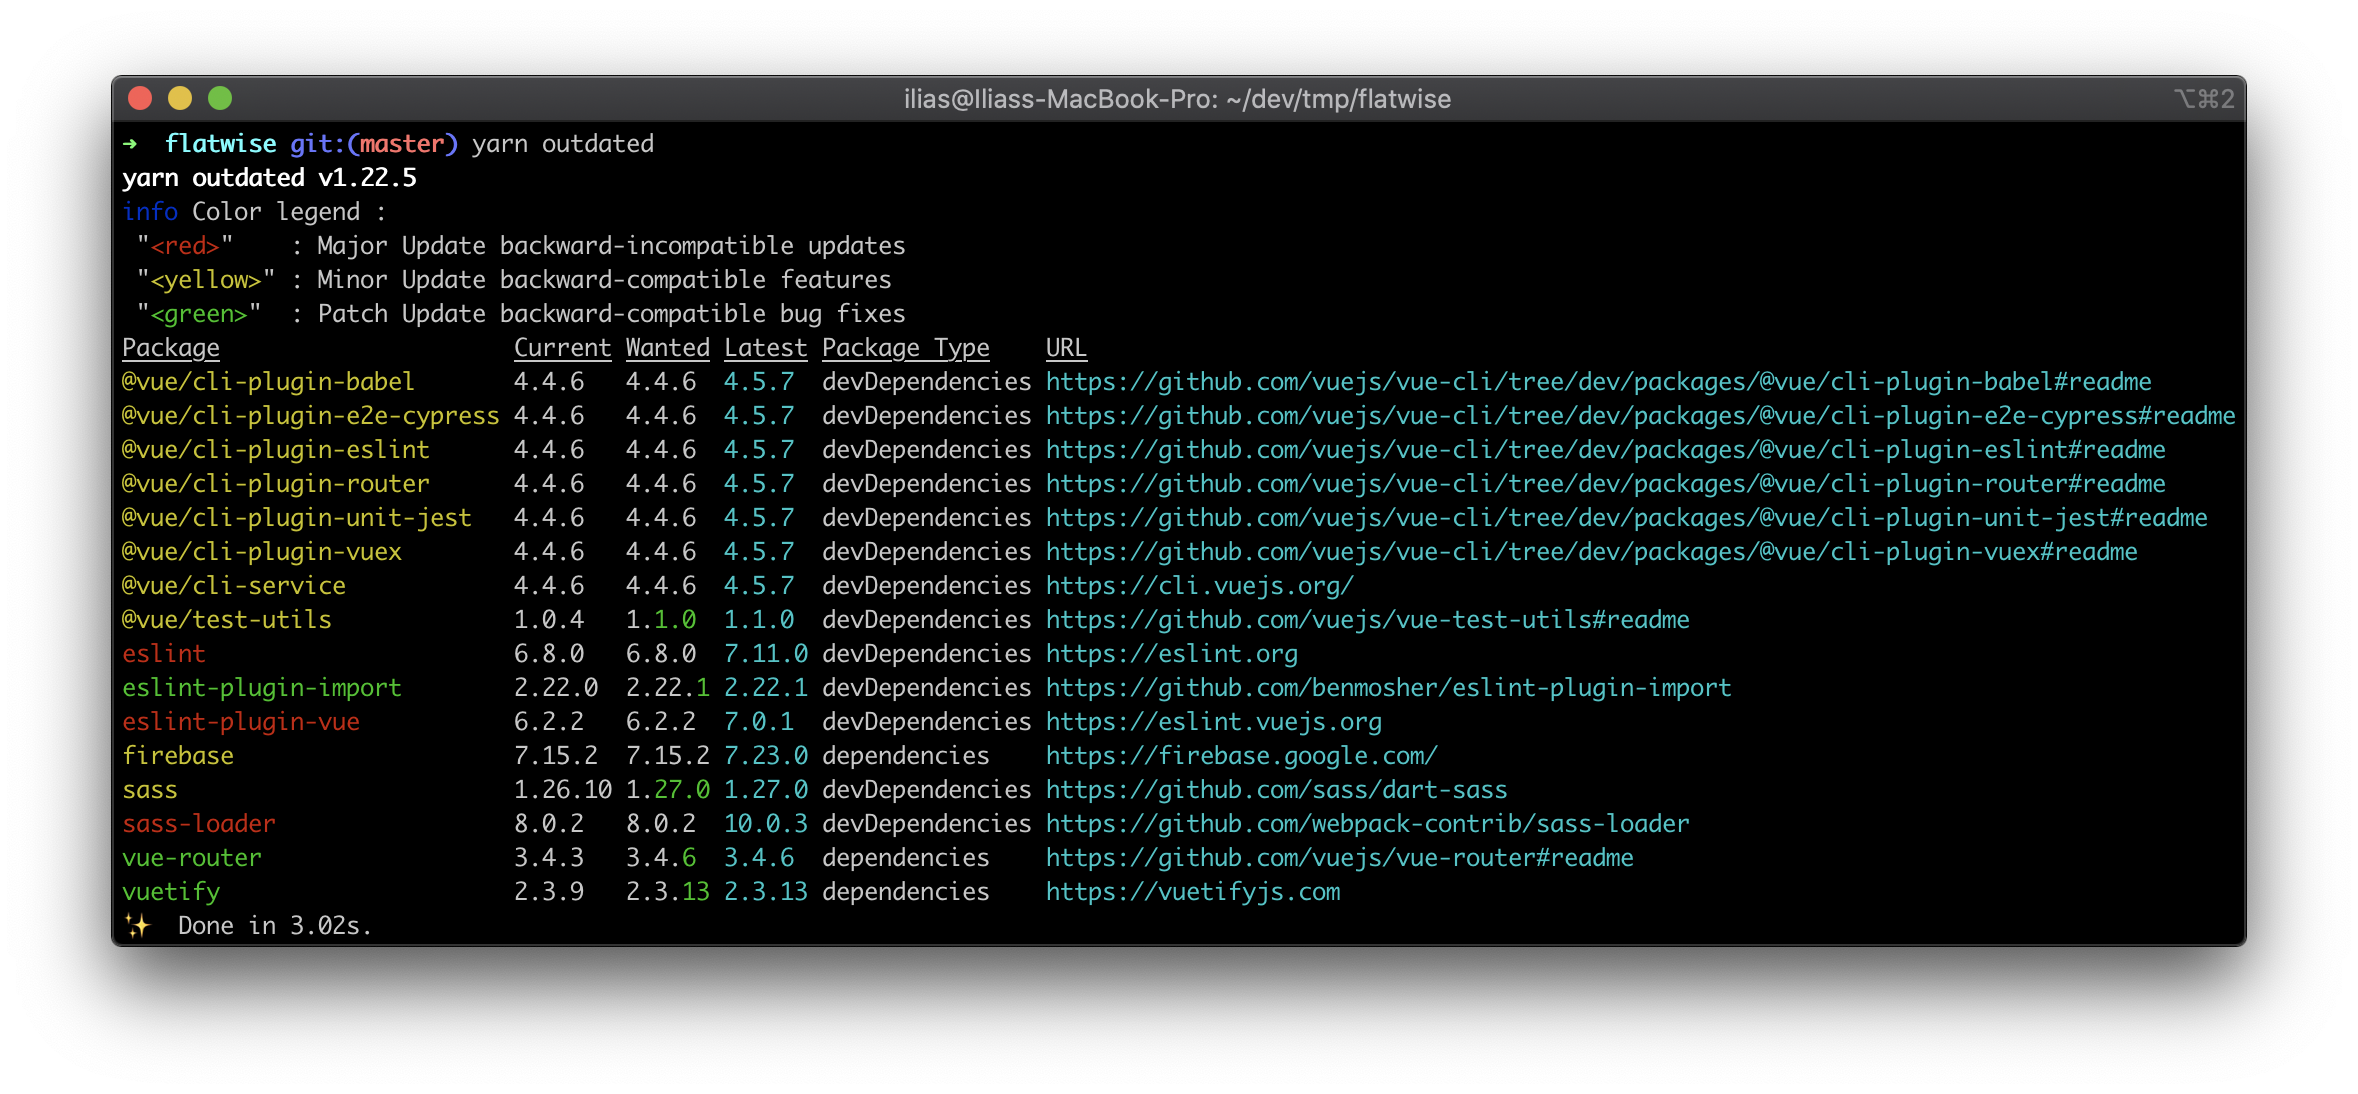 ilias@Iliass-MacBook-Pro: ~/dev/tmp/flatwise ⌥⌘2
➜  flatwise git:(master) yarn outdated
yarn outdated v1.22.5
info Color legend :
 "<red>"    : Major Update backward-incompatible updates
 "<yellow>" : Minor Update backward-compatible features
 "<green>"  : Patch Update backward-compatible bug fixes
Package                     Current Wanted Latest Package Type    URL
@vue/cli-plugin-babel       4.4.6   4.4.6  4.5.7  devDependencies https://github.com/vuejs/vue-cli/tree/dev/packages/@vue/cli-plugin-babel#readme
@vue/cli-plugin-e2e-cypress 4.4.6   4.4.6  4.5.7  devDependencies https://github.com/vuejs/vue-cli/tree/dev/packages/@vue/cli-plugin-e2e-cypress#readme
@vue/cli-plugin-eslint      4.4.6   4.4.6  4.5.7  devDependencies https://github.com/vuejs/vue-cli/tree/dev/packages/@vue/cli-plugin-eslint#readme
@vue/cli-plugin-router      4.4.6   4.4.6  4.5.7  devDependencies https://github.com/vuejs/vue-cli/tree/dev/packages/@vue/cli-plugin-router#readme
@vue/cli-plugin-unit-jest   4.4.6   4.4.6  4.5.7  devDependencies https://github.com/vuejs/vue-cli/tree/dev/packages/@vue/cli-plugin-unit-jest#readme
@vue/cli-plugin-vuex        4.4.6   4.4.6  4.5.7  devDependencies https://github.com/vuejs/vue-cli/tree/dev/packages/@vue/cli-plugin-vuex#readme
@vue/cli-service            4.4.6   4.4.6  4.5.7  devDependencies https://cli.vuejs.org/
@vue/test-utils             1.0.4   1.1.0  1.1.0  devDependencies https://github.com/vuejs/vue-test-utils#readme
eslint                      6.8.0   6.8.0  7.11.0 devDependencies https://eslint.org
eslint-plugin-import        2.22.0  2.22.1 2.22.1 devDependencies https://github.com/benmosher/eslint-plugin-import
eslint-plugin-vue           6.2.2   6.2.2  7.0.1  devDependencies https://eslint.vuejs.org
firebase                    7.15.2  7.15.2 7.23.0 dependencies    https://firebase.google.com/
sass                        1.26.10 1.27.0 1.27.0 devDependencies https://github.com/sass/dart-sass
sass-loader                 8.0.2   8.0.2  10.0.3 devDependencies https://github.com/webpack-contrib/sass-loader
vue-router                  3.4.3   3.4.6  3.4.6  dependencies    https://github.com/vuejs/vue-router#readme
vuetify                     2.3.9   2.3.13 2.3.13 dependencies    https://vuetifyjs.com
✨  Done in 3.02s.